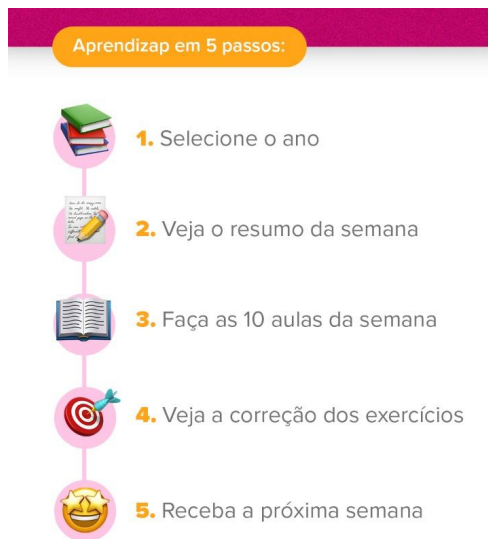 Aprendizap em 5 passos:
1. Selecione o ano
2. Veja o resumo da semana
3. Faça as 10 aulas da semana
4. Veja a correção dos exercícios
5. Receba a próxima semana